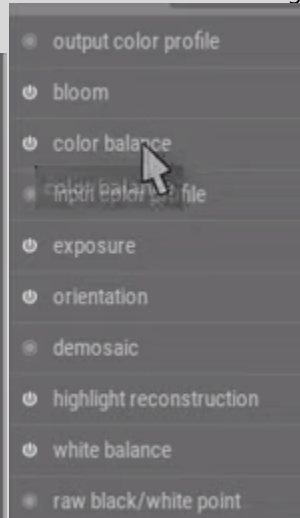 output color profile
bloom
color balance
input color profile
exposure
orientation
demosaic
highlight reconstruction
white balance
raw black/white point